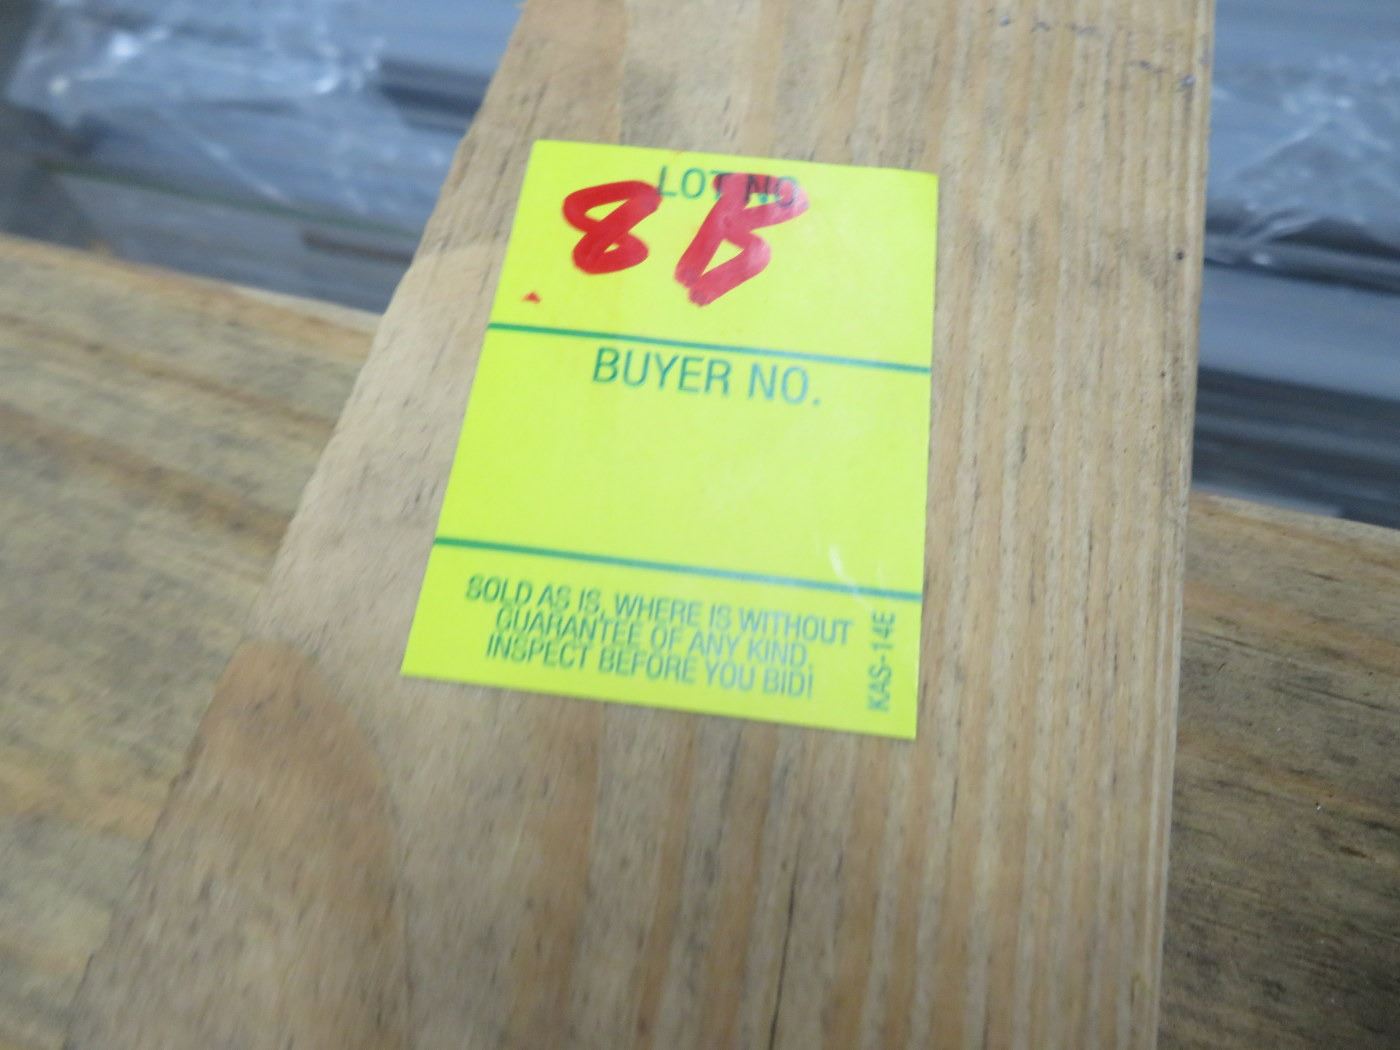 LOT NO
8B
BUYER NO.
SOLD AS IS, WHERE IS WITHOUT
GUARANTEE OF ANY KIND.
INSPECT BEFORE YOU BID!
KAS-14E